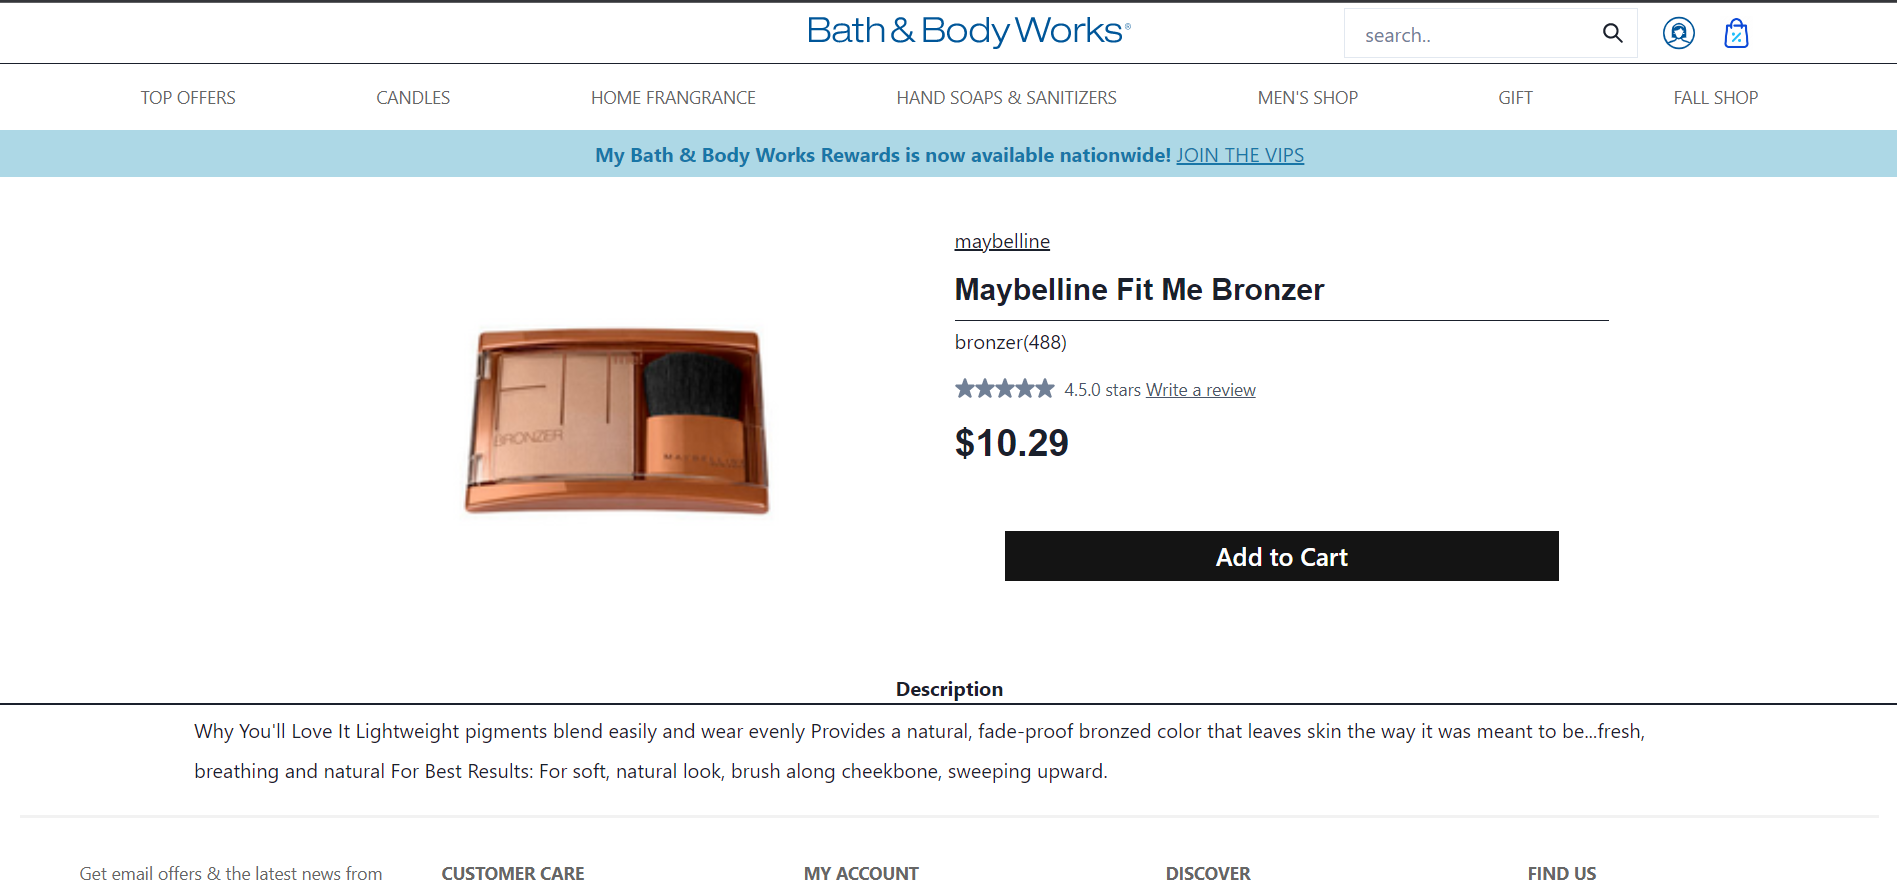 Bath & Body Works®
search..
TOP OFFERS
CANDLES
HOME FRANGRANCE
HAND SOAPS & SANITIZERS
MEN'S SHOP
GIFT
FALL SHOP
My Bath & Body Works Rewards is now available nationwide! JOIN THE VIPS
maybelline
Maybelline Fit Me Bronzer
bronzer(488)
4.5.0 stars Write a review
$10.29
FIT
me!
BRONZER
MAYBELLINE
Add to Cart
Description
Why You'll Love It Lightweight pigments blend easily and wear evenly Provides a natural, fade-proof bronzed color that leaves skin the way it was meant to be...fresh,
breathing and natural For Best Results: For soft, natural look, brush along cheekbone, sweeping upward.
Get email offers & the latest news from
CUSTOMER CARE
MY ACCOUNT
DISCOVER
FIND US